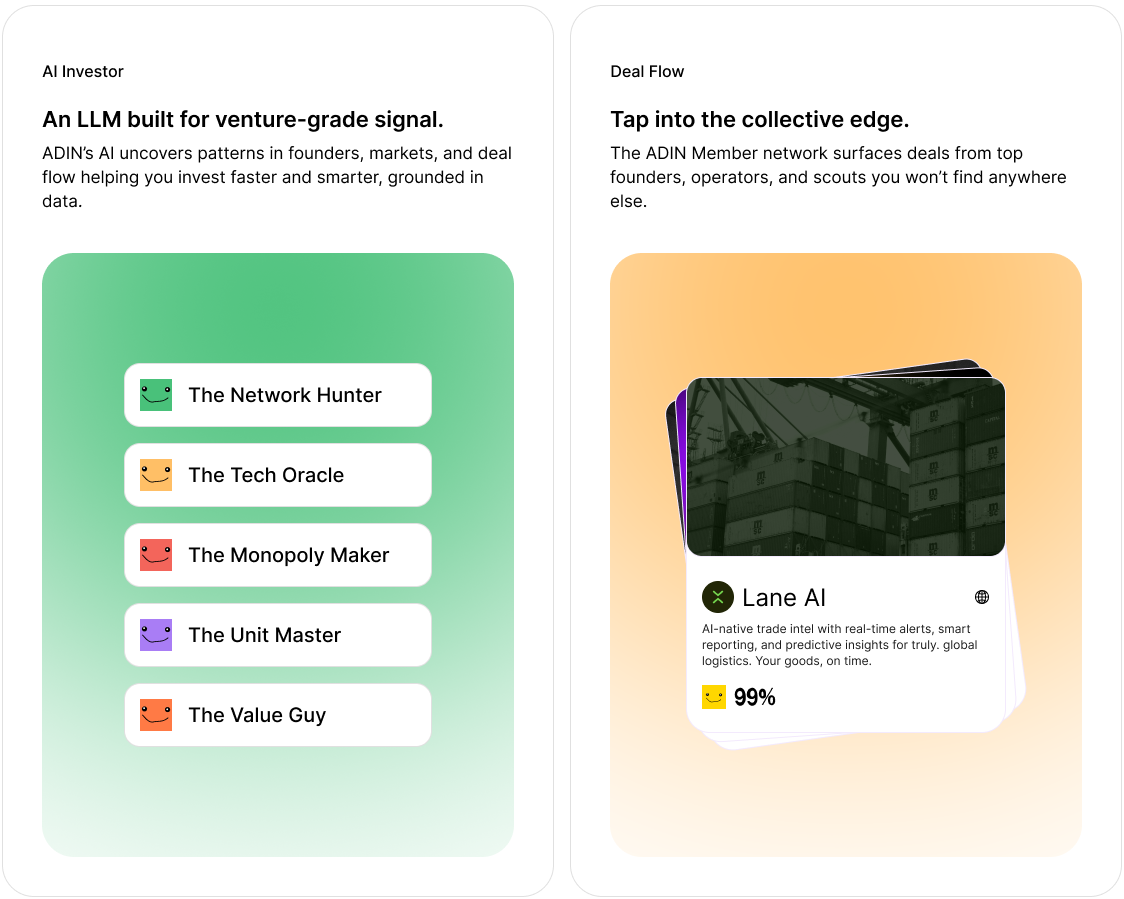 AI Investor
An LLM built for venture-grade signal.
ADIN’s AI uncovers patterns in founders, markets, and deal
flow helping you invest faster and smarter, grounded in
data.
The Network Hunter
The Tech Oracle
The Monopoly Maker
The Unit Master
The Value Guy
Deal Flow
Tap into the collective edge.
The ADIN Member network surfaces deals from top
founders, operators, and scouts you won’t find anywhere
else.
Lane AI
AI-native trade intel with real-time alerts, smart
reporting, and predictive insights for truly. global
logistics. Your goods, on time.
99%